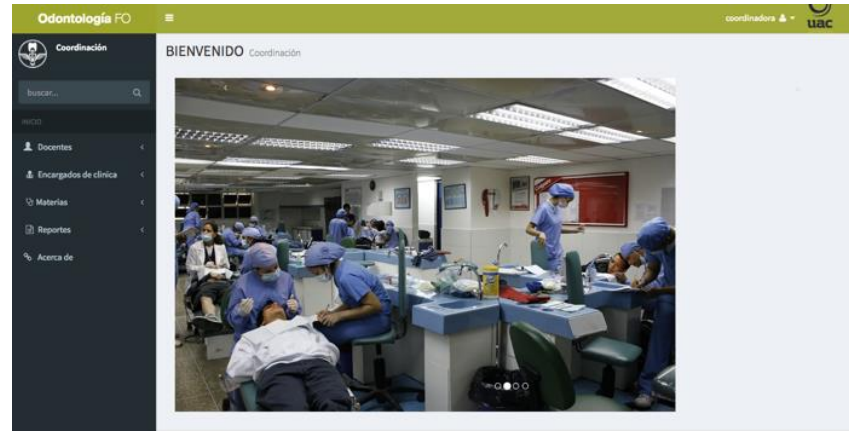 Odontología FO
coordinadora
uac
Coordinación
BIENVENIDO Coordinación
buscar...
INICIO
Docentes
Encargados de clínica
Materias
Reportes
Acerca de